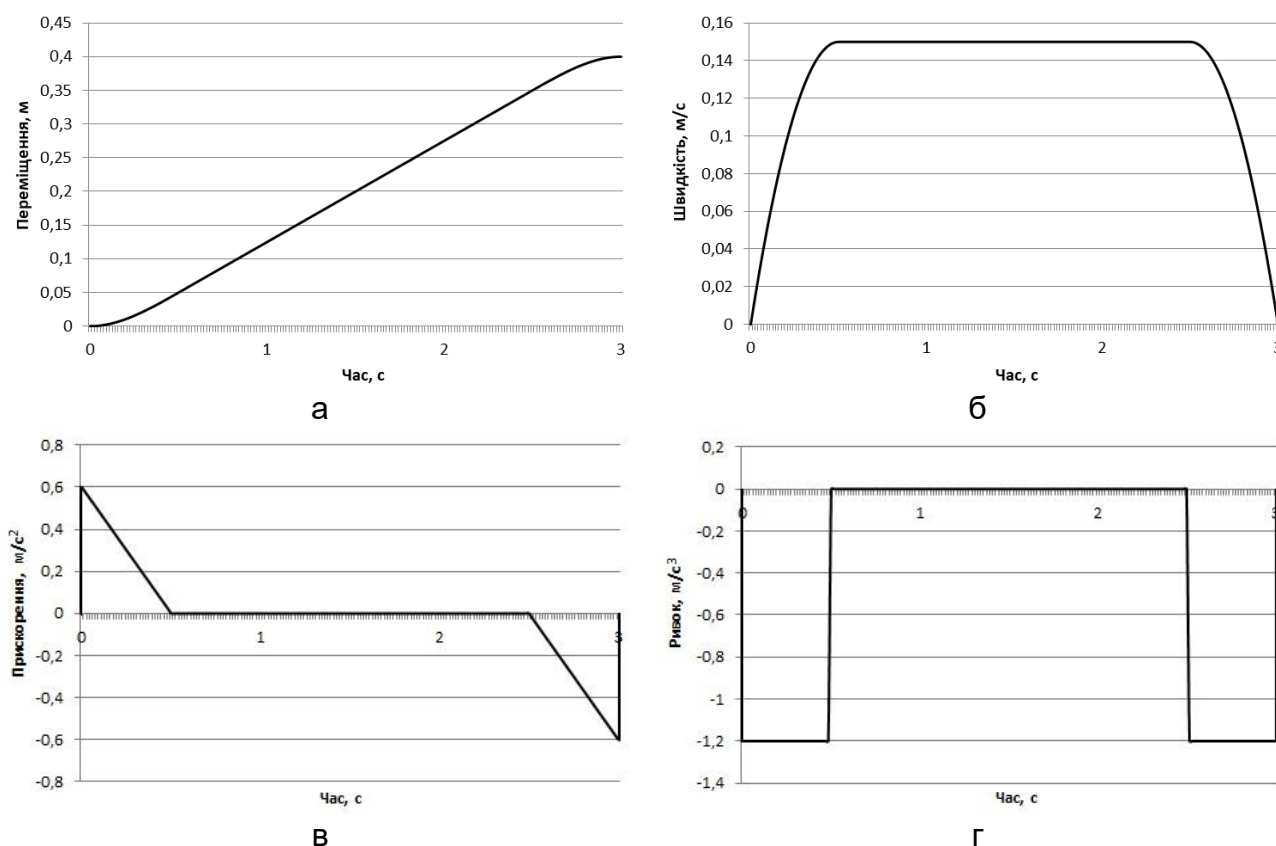 0,45
0,4
0,35
0,3
0,25
0,2
0,15
0,1
0,05
0
Переміщення, м
0 1 2 3
Час, с
а
0,16
0,14
0,12
0,1
0,08
0,06
0,04
0,02
0
Швидкість, м/с
0 1 2 3
Час, с
б
0,8
0,6
0,4
0,2
0
-0,2
-0,4
-0,6
-0,8
Прискорення, м/с²
0 1 2 3
Час, с
в
0,2
0
-0,2
-0,4
-0,6
-0,8
-1
-1,2
-1,4
Ривок, м/с³
0 1 2 3
Час, с
г